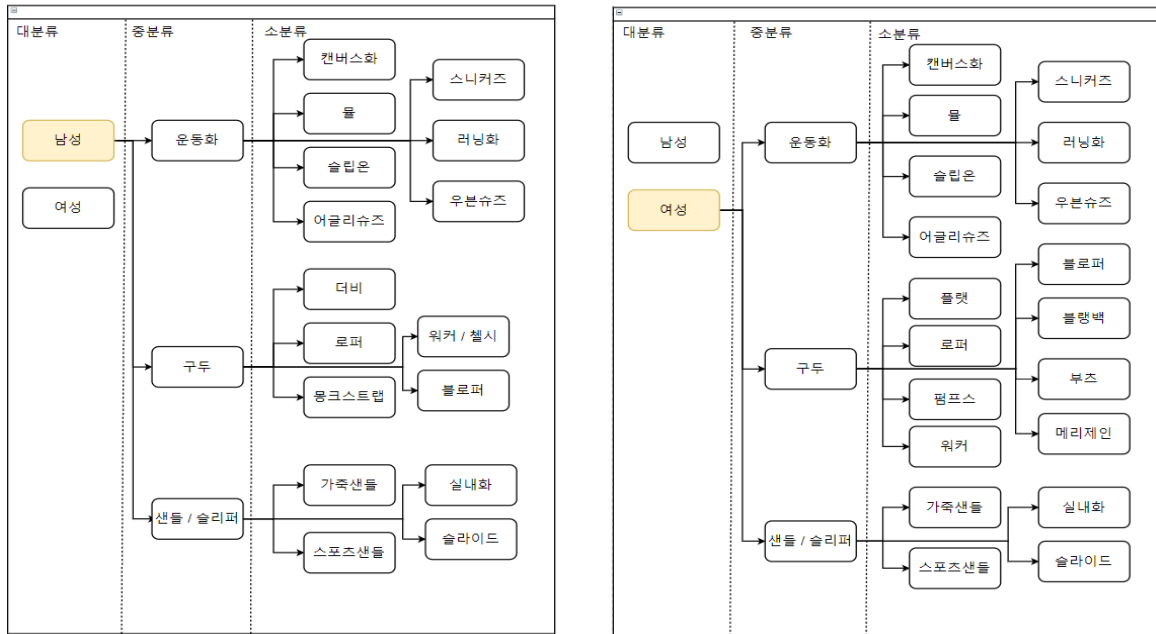 대분류
중분류
소분류
남성
여성
운동화
캔버스화
뮬
슬립온
어글리슈즈
스니커즈
러닝화
우븐슈즈
구두
더비
로퍼
몽크스트랩
워커 / 첼시
블로퍼
샌들 / 슬리퍼
가죽샌들
스포츠샌들
실내화
슬라이드
대분류
중분류
소분류
남성
여성
운동화
캔버스화
뮬
슬립온
어글리슈즈
스니커즈
러닝화
우븐슈즈
구두
플랫
로퍼
펌프스
워커
블로퍼
블랭백
부츠
메리제인
샌들 / 슬리퍼
가죽샌들
스포츠샌들
실내화
슬라이드